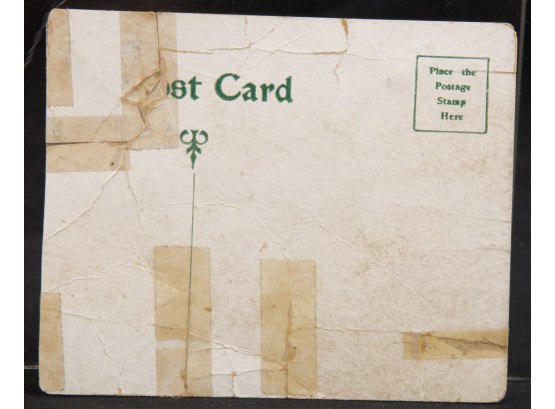 ost Card
Place the
Postage
Stamp
Here